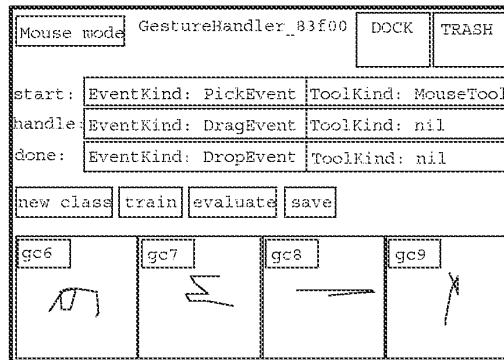 Mouse mode GestureHandler_83f00 DOCK TRASH
start: EventKind: PickEvent ToolKind: MouseTool
handle: EventKind: DragEvent ToolKind: nil
done: EventKind: DropEvent ToolKind: nil
new class train evaluate save
gc6 gc7 gc8 gc9